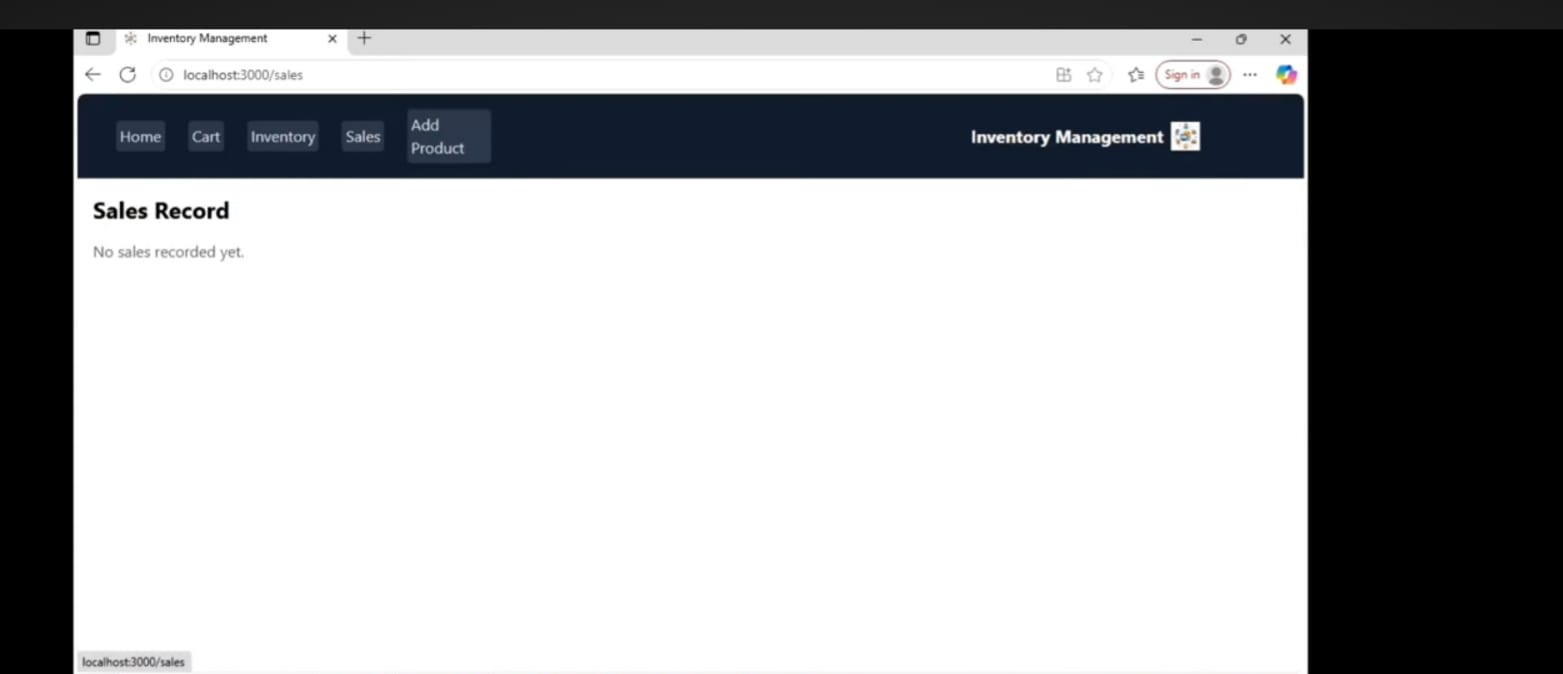 Inventory Management
localhost:3000/sales
Sign in
Home Cart Inventory Sales Add Product
Inventory Management
Sales Record
No sales recorded yet.
localhost:3000/sales